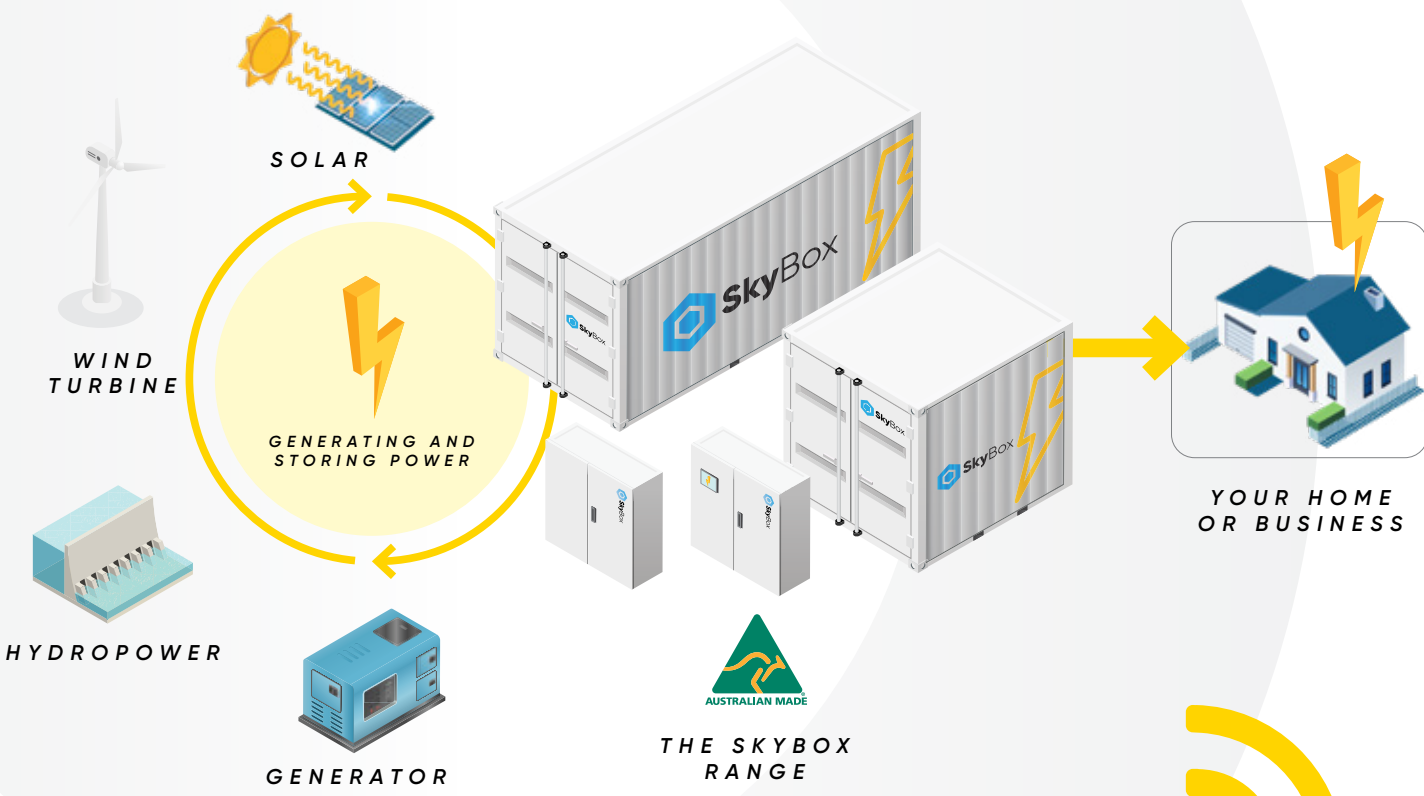 SOLAR
WIND
TURBINE
GENERATING AND
STORING POWER
HYDROPOWER
GENERATOR
SkyBox
SkyBox
SkyBox
SkyBox
SkyBox
SkyBox
AUSTRALIAN MADE
THE SKYBOX
RANGE
YOUR HOME
OR BUSINESS